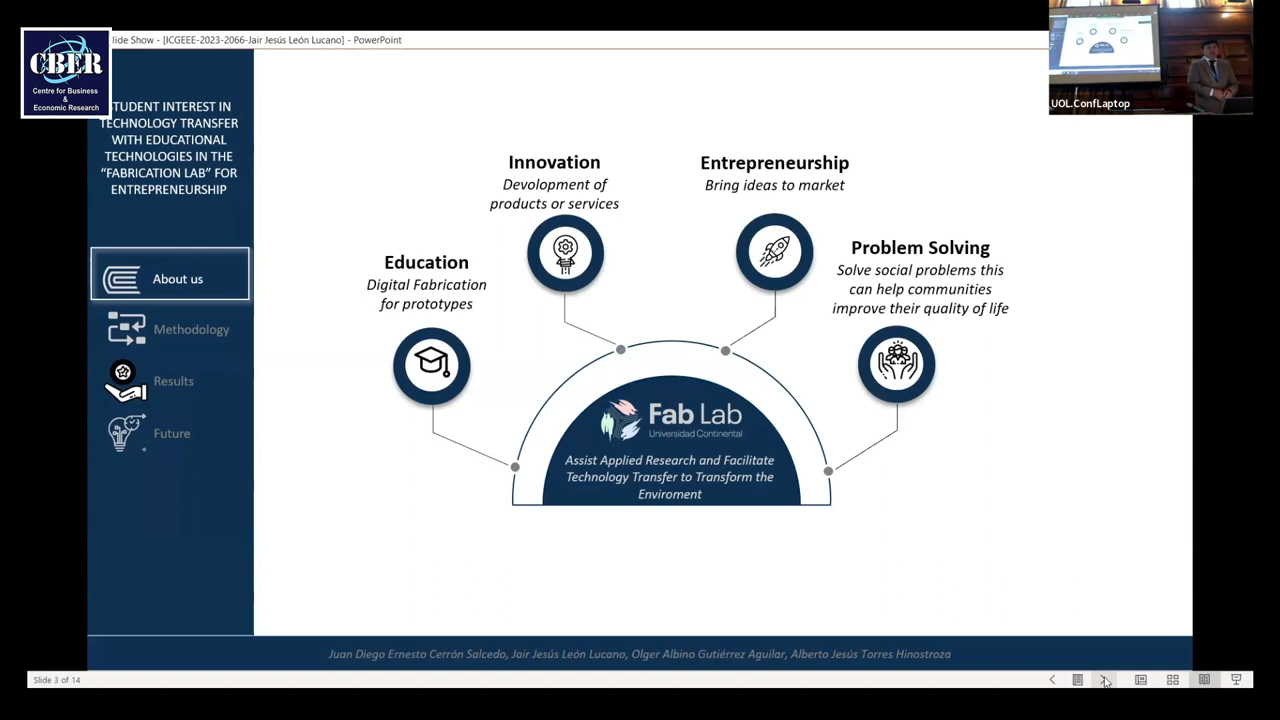 lide Show - [ICGEEE-2023-2066-Jair Jesús León Lucano] - PowerPoint
CBER
Centre for Business
&
Economic Research
UOL.ConfLaptop
STUDENT INTEREST IN
TECHNOLOGY TRANSFER
WITH EDUCATIONAL
TECHNOLOGIES IN THE
“FABRICATION LAB” FOR
ENTREPRENEURSHIP
About us
Methodology
Results
Future
Innovation
Devolopment of
products or services
Entrepreneurship
Bring ideas to market
Education
Digital Fabrication
for prototypes
Problem Solving
Solve social problems this
can help communities
improve their quality of life
Fab Lab
Universidad Continental
Assist Applied Research and Facilitate
Technology Transfer to Transform the
Enviroment
Juan Diego Ernesto Cerrón Salcedo, Jair Jesús León Lucano, Olger Albino Gutiérrez Aguilar, Alberto Jesús Torres Hinostroza
Slide 3 of 14